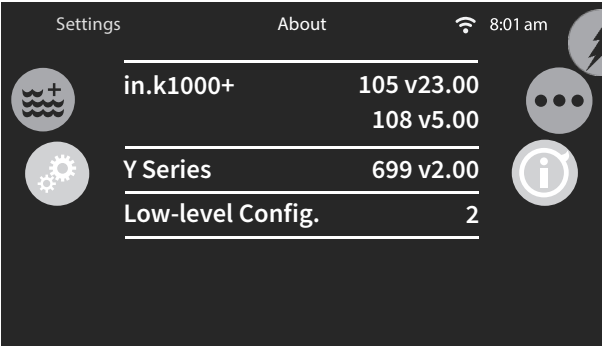 Settings About 8:01 am
in.k1000+ 105 v23.00
108 v5.00
Y Series 699 v2.00
Low-level Config. 2